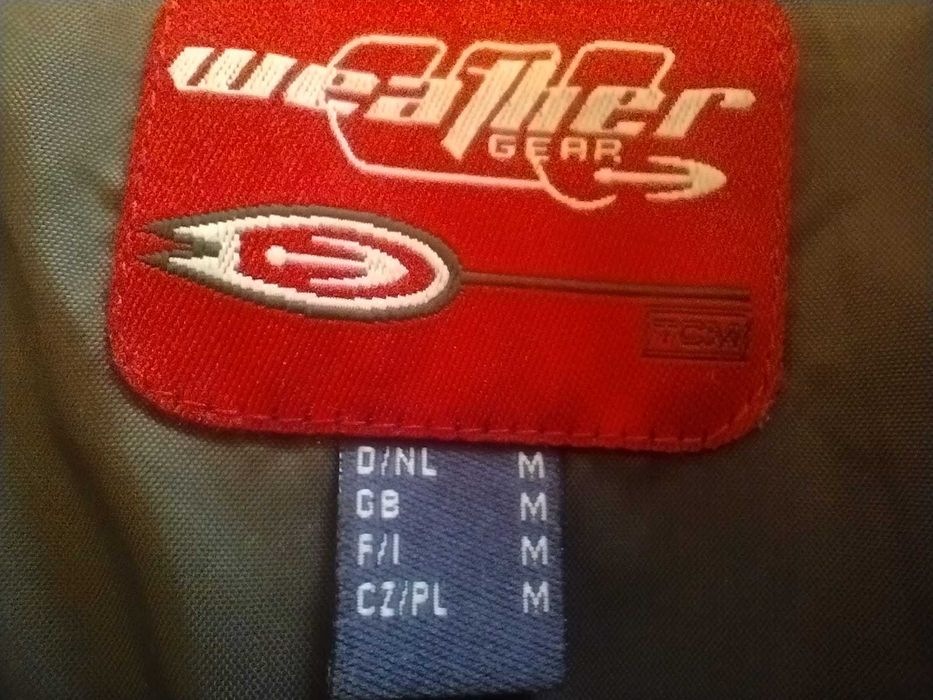 weather
GEAR
TCM
D/NL M
GB M
F/I M
CZ/PL M